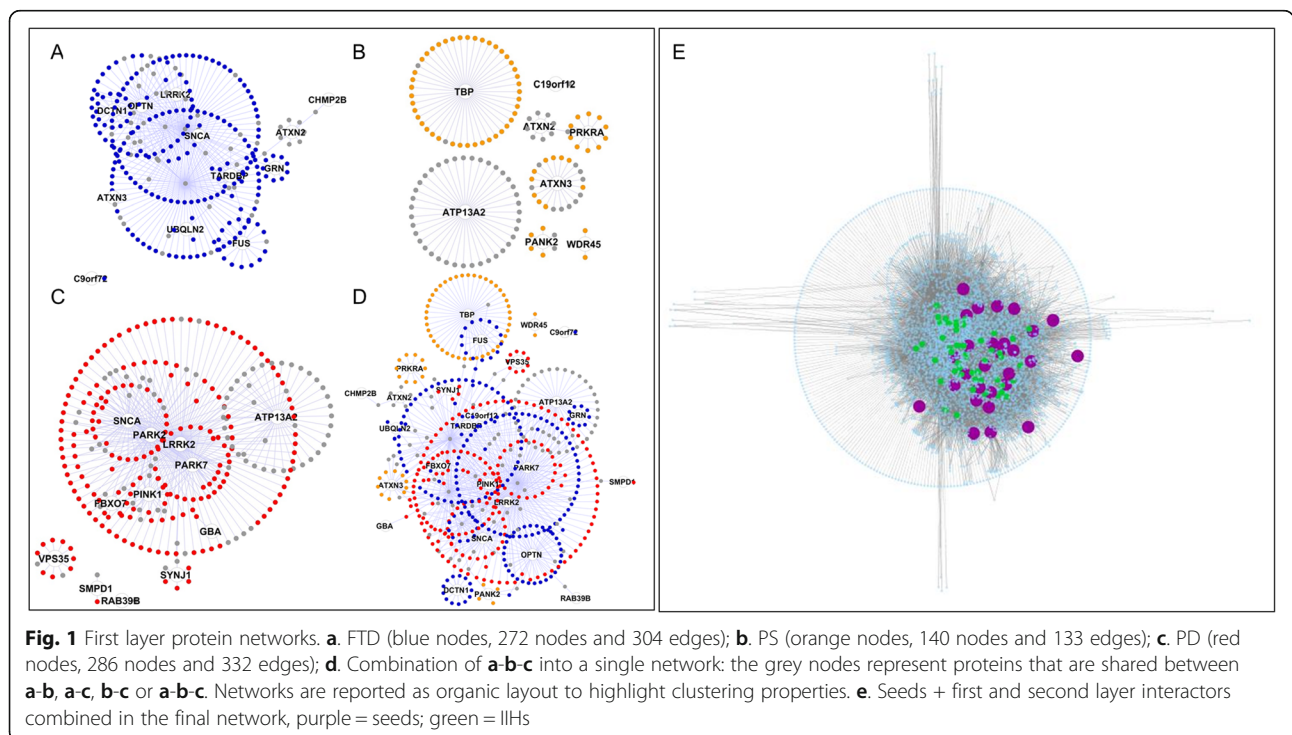 A
LRRK2
DCTN1
OPTN
CHMP2B
SNCA
ATXN2
GRN
TARDBP
ATXN3
UBQLN2
FUS
C9orf72
B
TBP
C19orf12
ATXN2
PRKRA
ATXN3
ATP13A2
PANK2
WDR45
C
SNCA
ATP13A2
PARK2
LRRK2
PARK7
PINK1
FBXO7
GBA
VPS35
SYNJ1
SMPD1
RAB39B
D
TBP
WDR45
C9orf72
FUS
VPS35
PRKRA
SYNJ1
CHMP2B
ATXN2
ATP13A2
C19orf12
GRN
UBQLN2
TARDBP
FBXO7
PARK7
ATXN3
PINK1
SMPD1
LRRK2
GBA
SNCA
OPTN
DCTN1
PANK2
RAB39B
E
Fig. 1 First layer protein networks. a. FTD (blue nodes, 272 nodes and 304 edges); b. PS (orange nodes, 140 nodes and 133 edges); c. PD (red
nodes, 286 nodes and 332 edges); d. Combination of a-b-c into a single network: the grey nodes represent proteins that are shared between
a-b, a-c, b-c or a-b-c. Networks are reported as organic layout to highlight clustering properties. e. Seeds + first and second layer interactors
combined in the final network, purple = seeds; green = IIHs